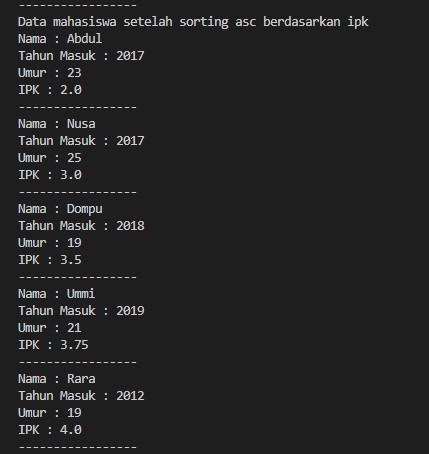 -----------------
Data mahasiswa setelah sorting asc berdasarkan ipk
Nama : Abdul
Tahun Masuk : 2017
Umur : 23
IPK : 2.0
-----------------
Nama : Nusa
Tahun Masuk : 2017
Umur : 25
IPK : 3.0
-----------------
Nama : Dompu
Tahun Masuk : 2018
Umur : 19
IPK : 3.5
-----------------
Nama : Ummi
Tahun Masuk : 2019
Umur : 21
IPK : 3.75
-----------------
Nama : Rara
Tahun Masuk : 2012
Umur : 19
IPK : 4.0
-----------------